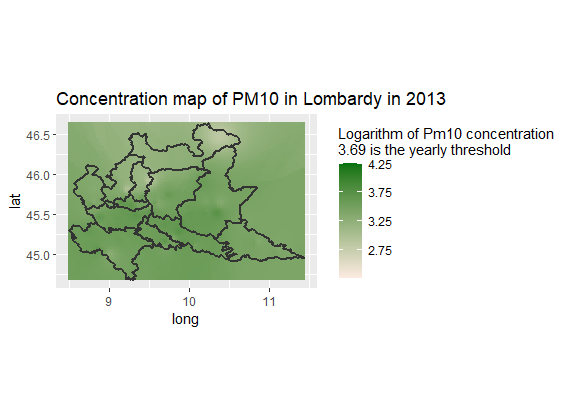 Concentration map of PM10 in Lombardy in 2013
Logarithm of Pm10 concentration
3.69 is the yearly threshold
4.25
3.75
3.25
2.75
46.5
46.0
45.5
45.0
lat
9
10
11
long